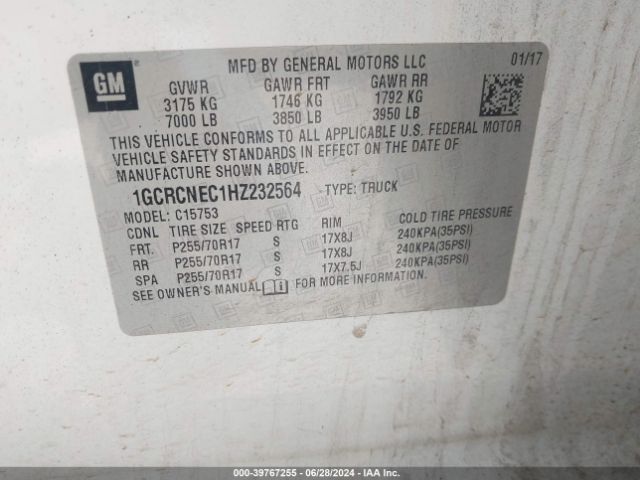 GM
MFD BY GENERAL MOTORS LLC 01/17
GVWR GAWR FRT GAWR RR
3175 KG 1746 KG 1792 KG
7000 LB 3850 LB 3950 LB
THIS VEHICLE CONFORMS TO ALL APPLICABLE U.S. FEDERAL MOTOR
VEHICLE SAFETY STANDARDS IN EFFECT ON THE DATE OF
MANUFACTURE SHOWN ABOVE.
1GCRCNEC1HZ232564 TYPE: TRUCK
MODEL: C15753
CDNL TIRE SIZE SPEED RTG RIM COLD TIRE PRESSURE
FRT. P255/70R17 S 17X8J 240KPA(35PSI)
RR P255/70R17 S 17X8J 240KPA(35PSI)
SPA P255/70R17 S 17X7.5J 240KPA(35PSI)
SEE OWNER'S MANUAL FOR MORE INFORMATION.
000-39767255 - 06/28/2024 - IAA Inc.